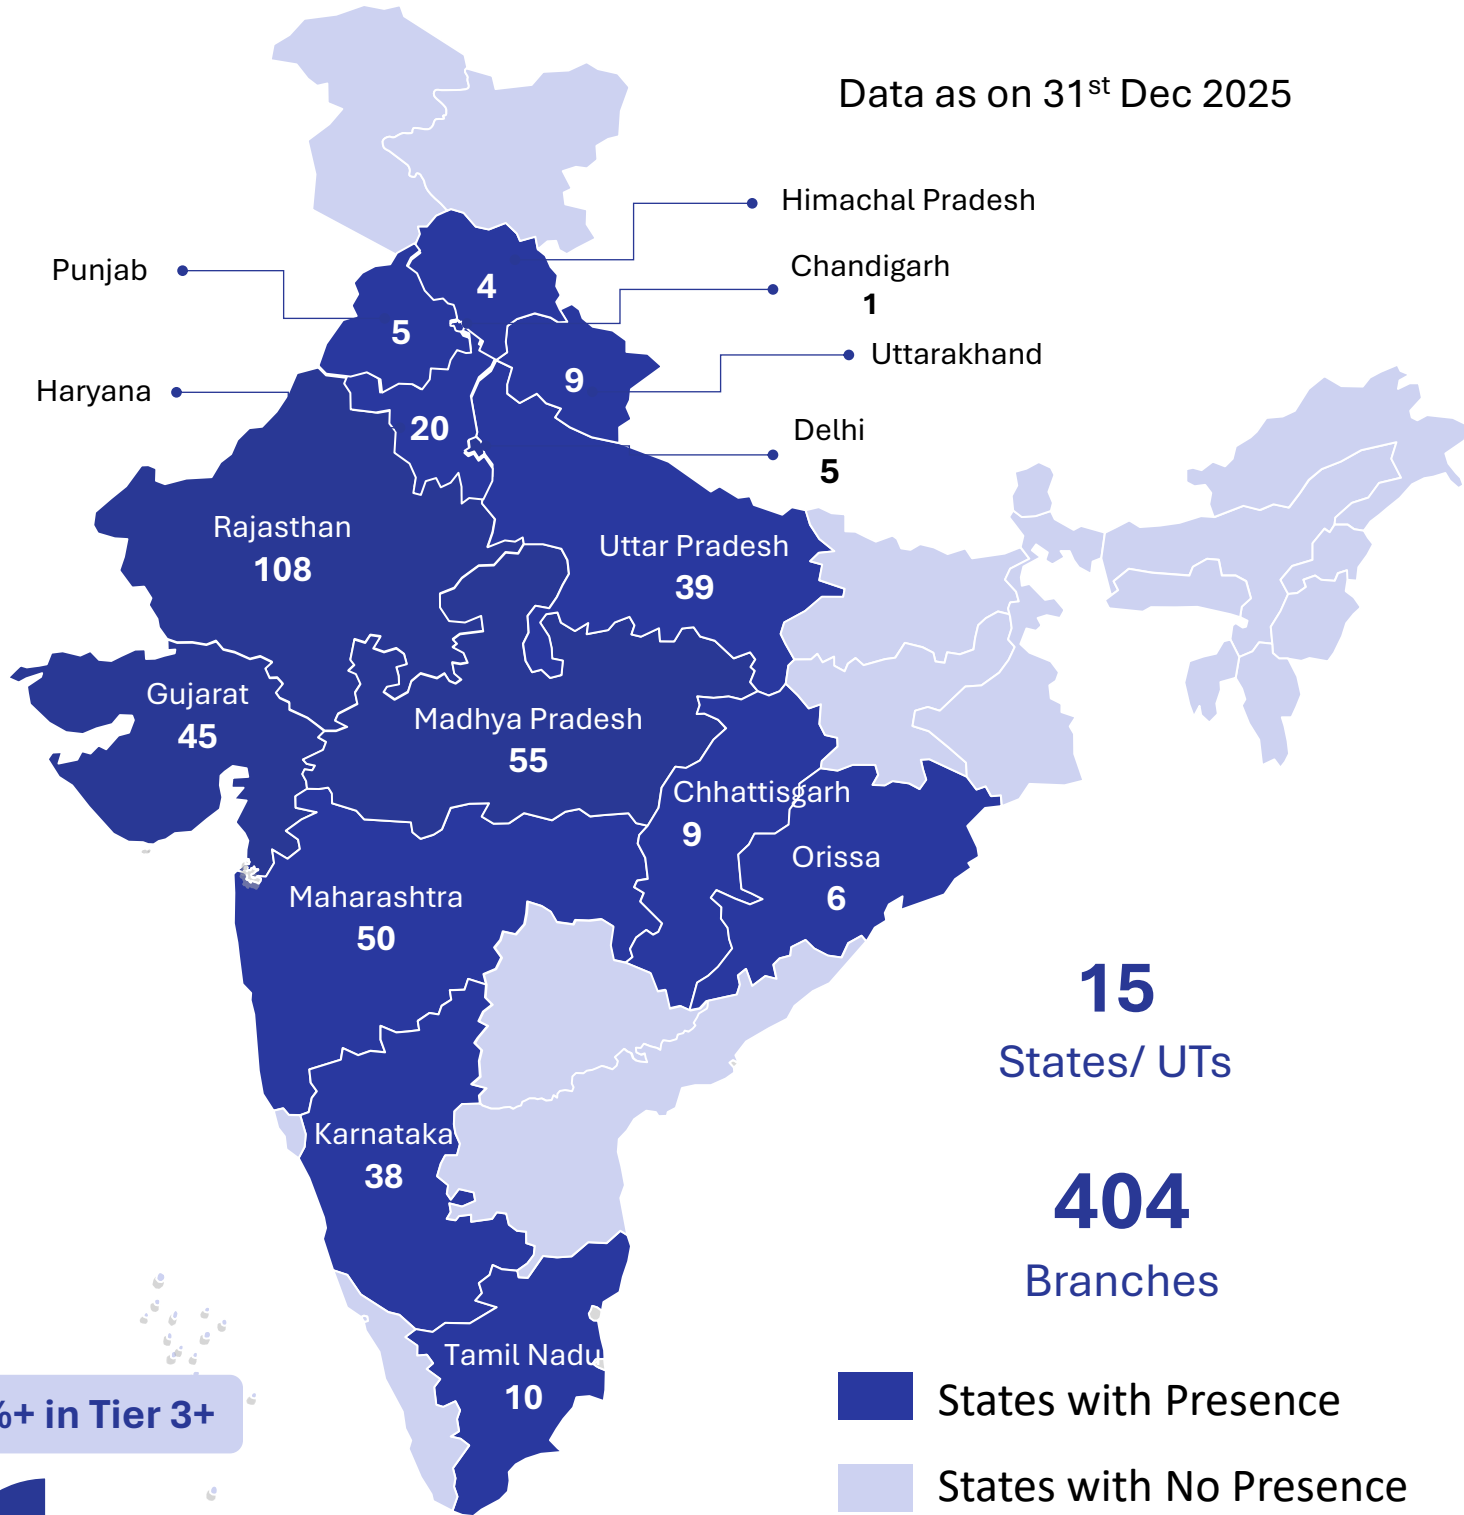 Data as on 31st Dec 2025
Himachal Pradesh
Punjab
Chandigarh
1
4
5
Uttarakhand
9
Haryana
20
Delhi
5
Rajasthan
108
Uttar Pradesh
39
Gujarat
45
Madhya Pradesh
55
Chhattisgarh
9
Orissa
6
Maharashtra
50
15
States/ UTs
Karnataka
38
404
Branches
Tamil Nadu
10
%+ in Tier 3+
States with Presence
States with No Presence